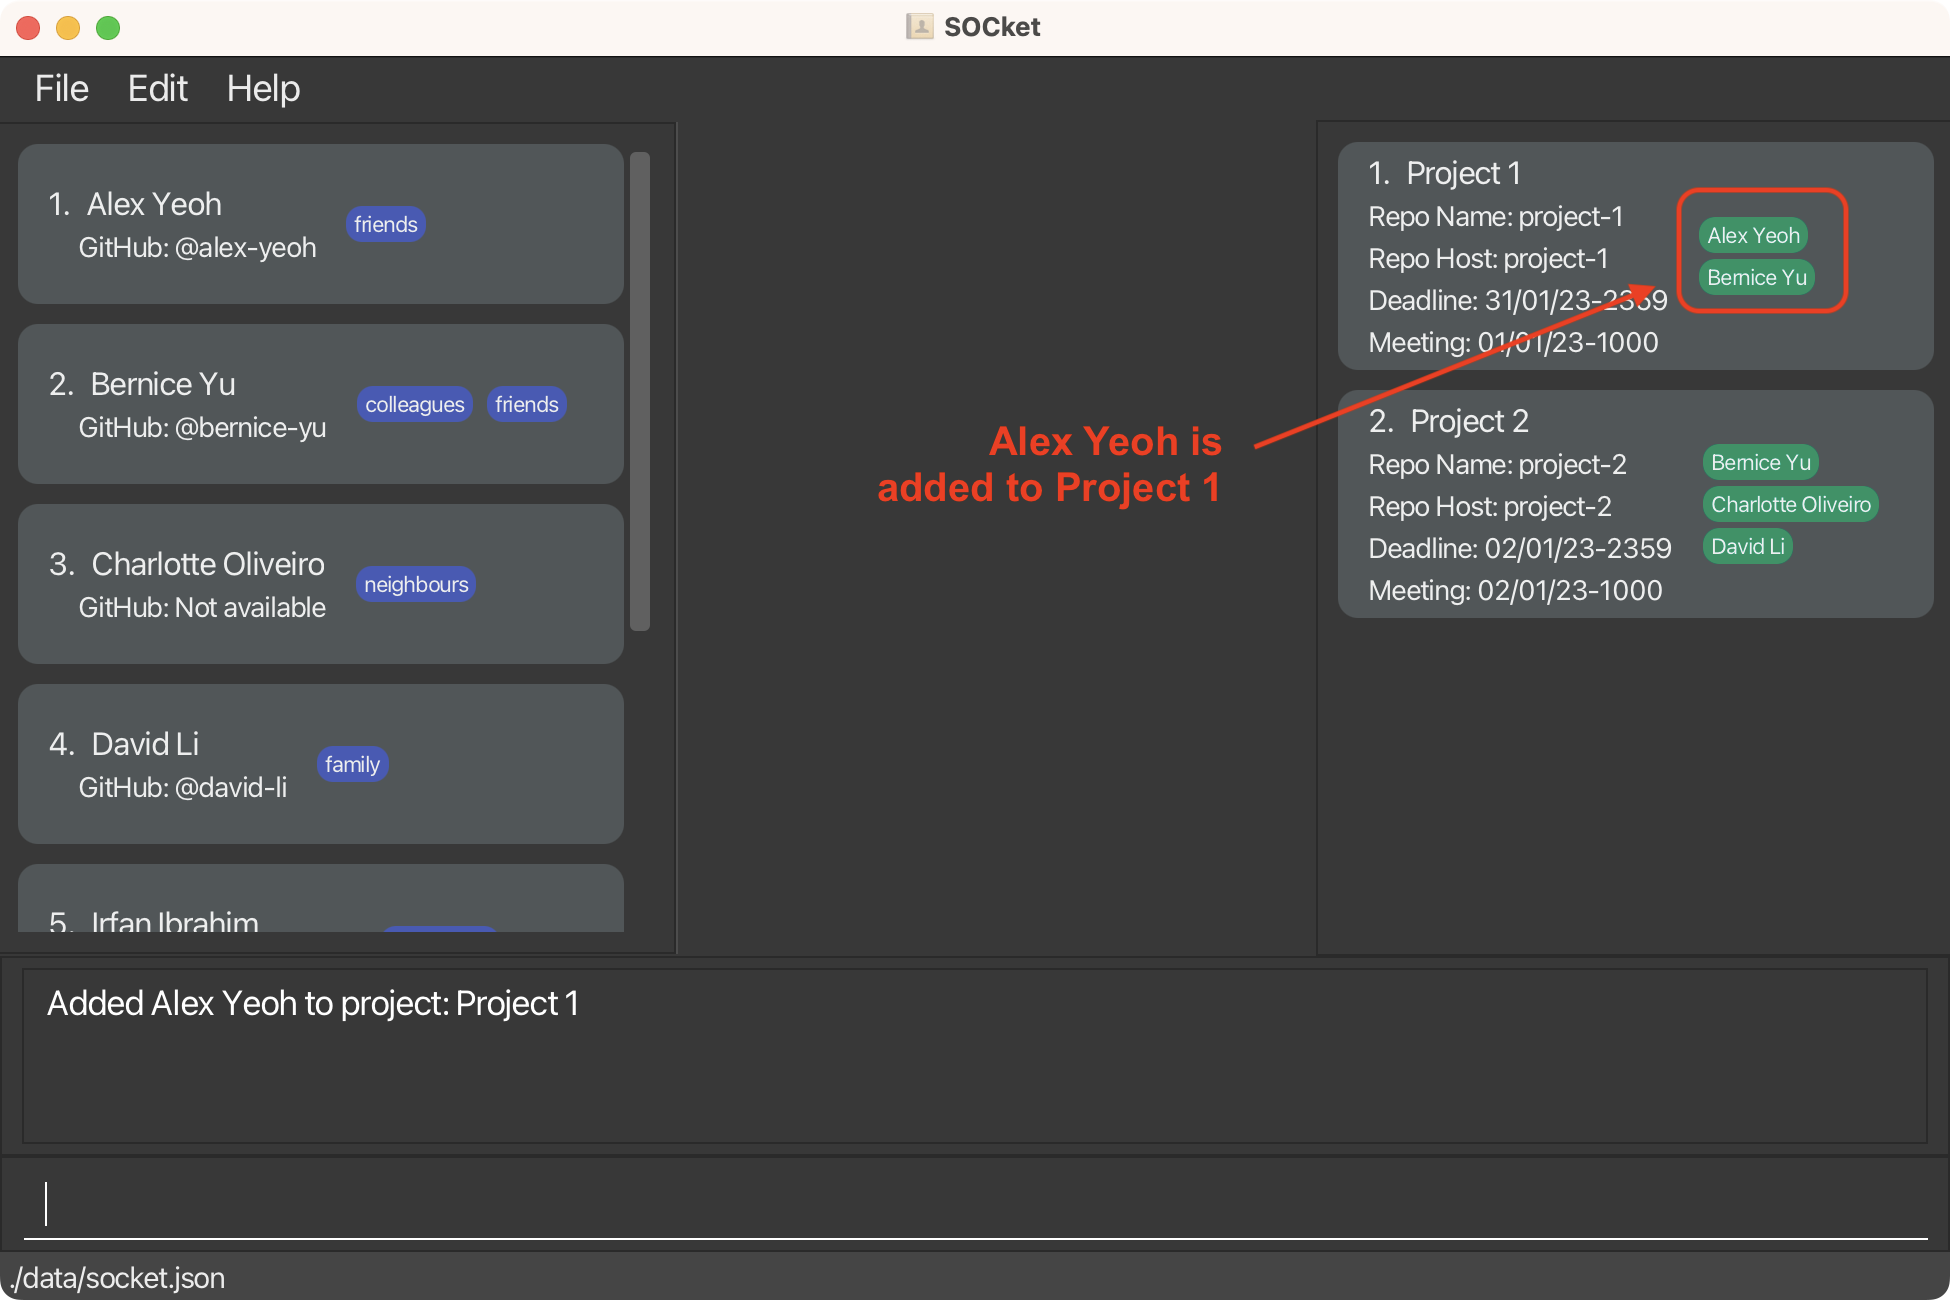 SOCket
File Edit Help
1. Alex Yeoh
GitHub: @alex-yeoh
friends
2. Bernice Yu
GitHub: @bernice-yu
colleagues friends
3. Charlotte Oliveiro
GitHub: Not available
neighbours
4. David Li
GitHub: @david-li
family
5. Irfan Ibrahim
Alex Yeoh is
added to Project 1
1. Project 1
Repo Name: project-1
Repo Host: project-1
Deadline: 31/01/23-2359
Meeting: 01/01/23-1000
Alex Yeoh
Bernice Yu
2. Project 2
Repo Name: project-2
Repo Host: project-2
Deadline: 02/01/23-2359
Meeting: 02/01/23-1000
Bernice Yu
Charlotte Oliveiro
David Li
Added Alex Yeoh to project: Project 1
./data/socket.json